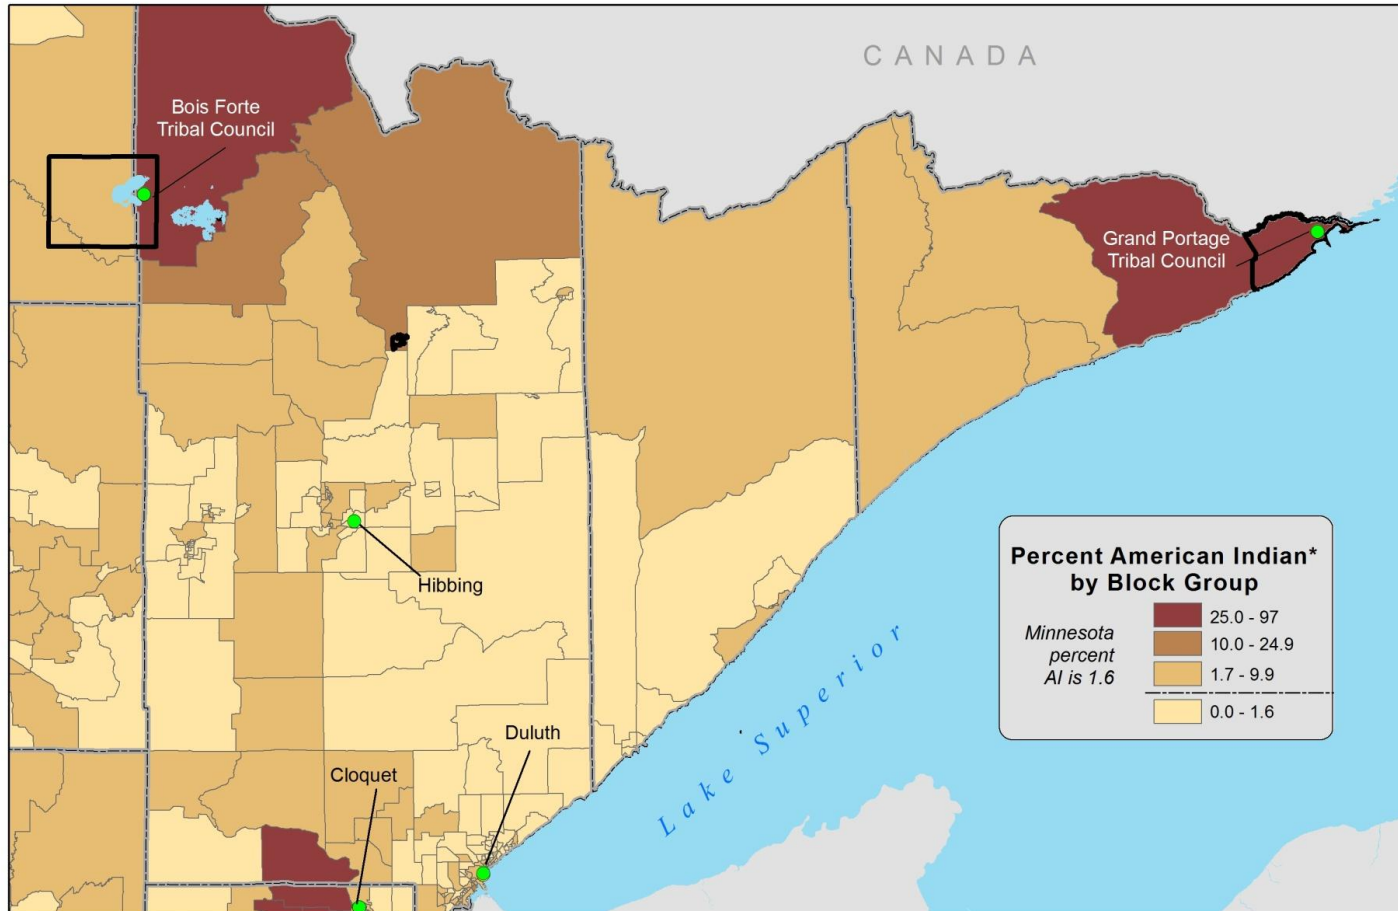 CANADA
Bois Forte
Tribal Council
Grand Portage
Tribal Council
Hibbing
Percent American Indian*
by Block Group
Minnesota
percent
AI is 1.6
25.0 - 97
10.0 - 24.9
1.7 - 9.9
0.0 - 1.6
Lake Superior
Duluth
Cloquet